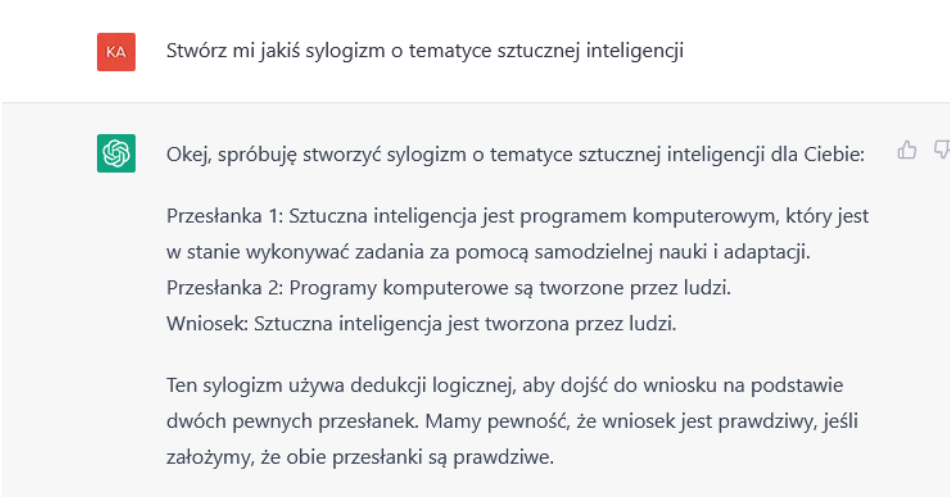 KA
Stwórz mi jakiś sylogizm o tematyce sztucznej inteligencji
Okej, spróbuję stworzyć sylogizm o tematyce sztucznej inteligencji dla Ciebie:
Przesłanka 1: Sztuczna inteligencja jest programem komputerowym, który jest
w stanie wykonywać zadania za pomocą samodzielnej nauki i adaptacji.
Przesłanka 2: Programy komputerowe są tworzone przez ludzi.
Wniosek: Sztuczna inteligencja jest tworzona przez ludzi.
Ten sylogizm używa dedukcji logicznej, aby dojść do wniosku na podstawie
dwóch pewnych przesłanek. Mamy pewność, że wniosek jest prawdziwy, jeśli
założymy, że obie przesłanki są prawdziwe.